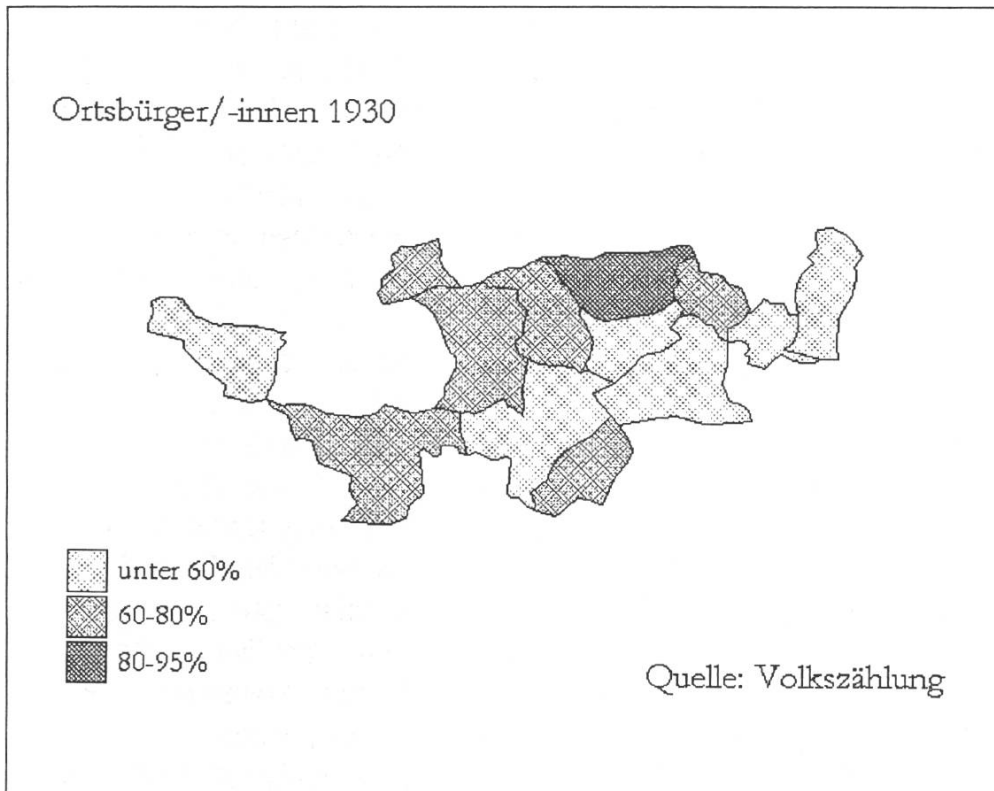 Ortsbürger/-innen 1930
unter 60%
60-80%
80-95%
Quelle: Volkszählung